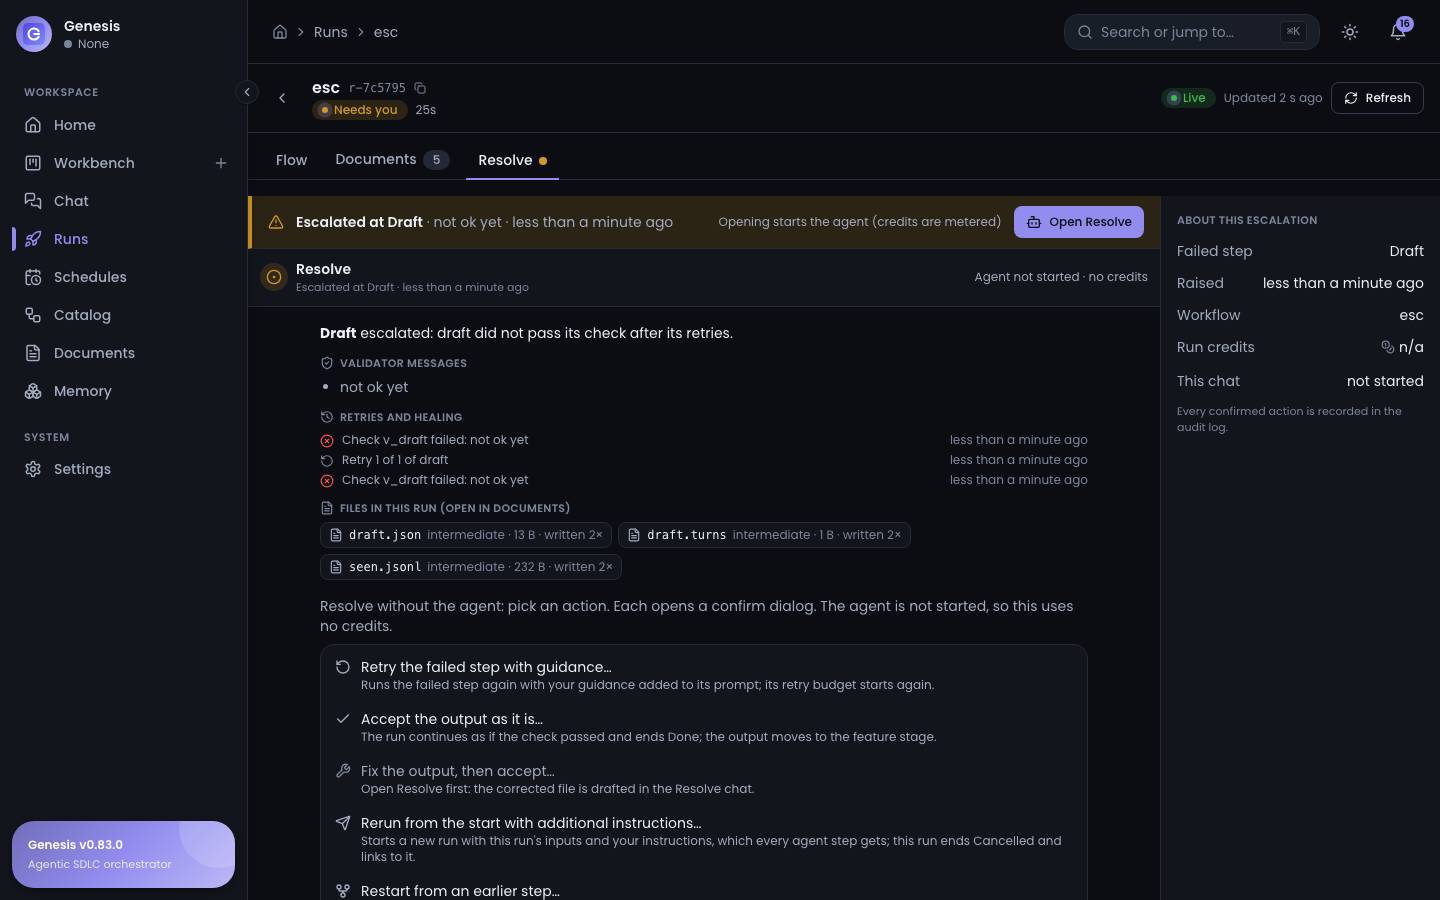 Genesis
None
WORKSPACE
Home
Workbench
Chat
Runs
Schedules
Catalog
Documents
Memory
SYSTEM
Settings
Genesis v0.83.0
Agentic SDLC orchestrator
Runs
esc
Search or jump to...
⌘K
16
esc r-7c5795
Needs you 25s
Live Updated 2 s ago Refresh
Flow Documents 5 Resolve
Escalated at Draft · not ok yet · less than a minute ago Opening starts the agent (credits are metered) Open Resolve
Resolve
Escalated at Draft · less than a minute ago
Agent not started · no credits
Draft escalated: draft did not pass its check after its retries.
VALIDATOR MESSAGES
• not ok yet
RETRIES AND HEALING
Check v_draft failed: not ok yet less than a minute ago
Retry 1 of 1 of draft less than a minute ago
Check v_draft failed: not ok yet less than a minute ago
FILES IN THIS RUN (OPEN IN DOCUMENTS)
draft.json intermediate · 13 B · written 2× draft.turns intermediate · 1 B · written 2×
seen.jsonl intermediate · 232 B · written 2×
Resolve without the agent: pick an action. Each opens a confirm dialog. The agent is not started, so this uses
no credits.
Retry the failed step with guidance...
Runs the failed step again with your guidance added to its prompt; its retry budget starts again.
Accept the output as it is...
The run continues as if the check passed and ends Done; the output moves to the feature stage.
Fix the output, then accept...
Open Resolve first: the corrected file is drafted in the Resolve chat.
Rerun from the start with additional instructions...
Starts a new run with this run's inputs and your instructions, which every agent step gets; this run ends Cancelled and
links to it.
Restart from an earlier step...
ABOUT THIS ESCALATION
Failed step Draft
Raised less than a minute ago
Workflow esc
Run credits n/a
This chat not started
Every confirmed action is recorded in the
audit log.